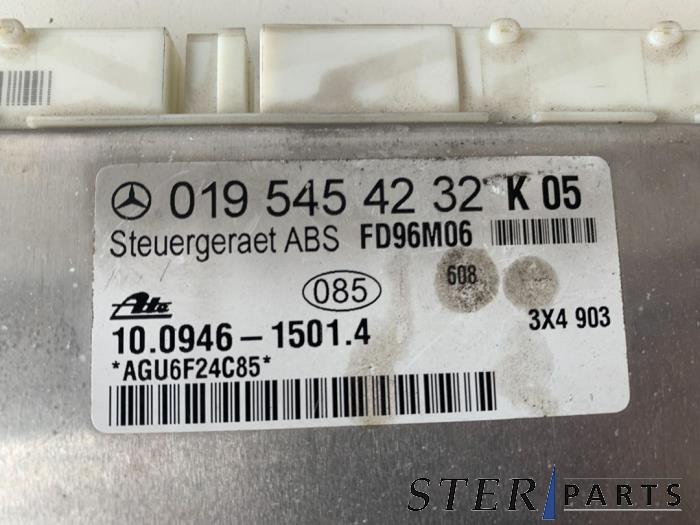 019 545 42 32 K 05
Steuergeraet ABS FD96M06
085
608
Ate
10.0946-1501.4
3X4 903
*AGU6F24C85*
STER PARTS